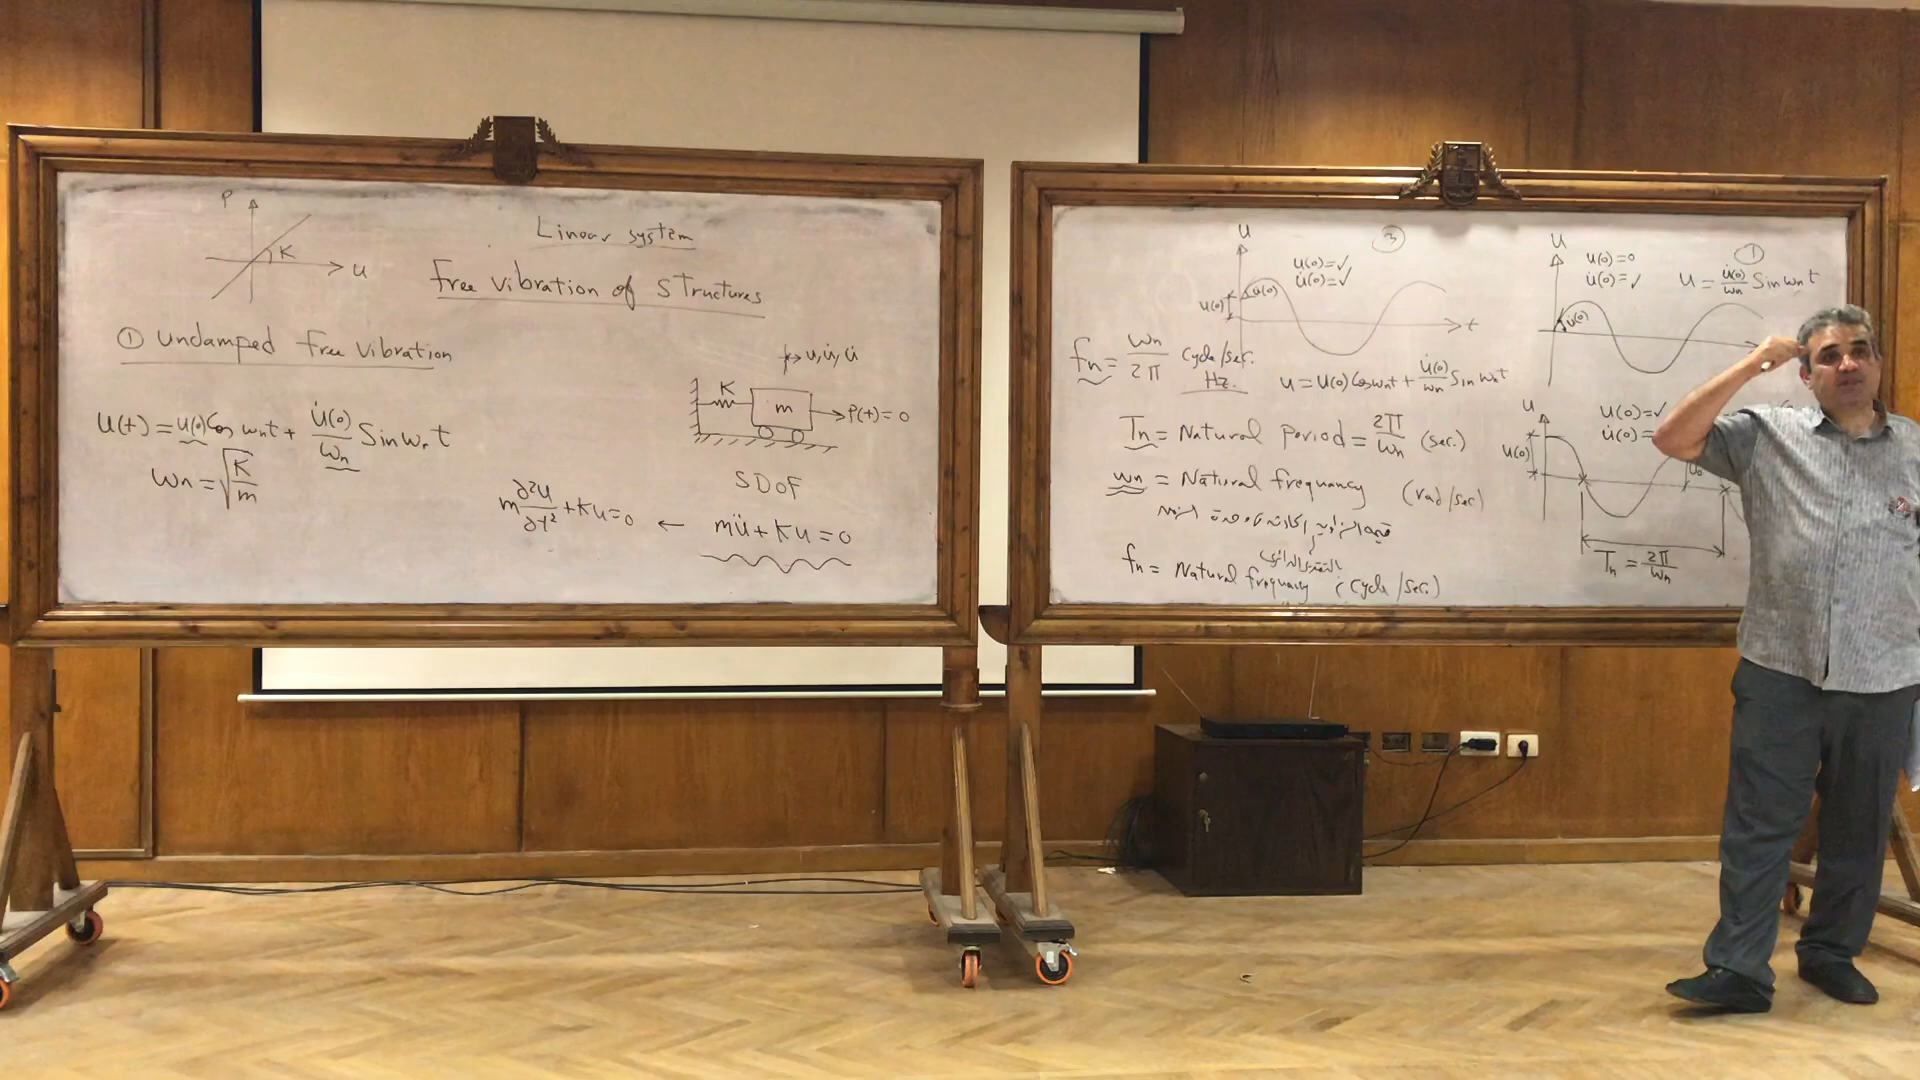 P
K
u
Linear system
Free vibration of structures
① undamped free vibration
u, u̇, ü
K
m
P(t) = 0
u(t) = u(0) Cos ωnt + u̇(0)/ωn Sin ωnt
ωn = √(K/m)
SDOF
m ∂²u/∂t² + Ku = 0 ← mü + Ku = 0
u
③
u(0) = ✓
u̇(0) = ✓
u(0)
u̇(0)
t
fn = ωn/2π cycle/sec.
Hz.
u = u(0) Cos ωnt + u̇(0)/ωn Sin ωnt
Tn = Natural period = 2π/ωn (sec.)
ωn = Natural frequancy (rad/sec)
fn = Natural frequancy (cycle/sec.)
u
①
u(0) = 0
u̇(0) = ✓
u = u̇(0)/ωn Sin ωnt
u̇(0)
u
u(0) = ✓
u̇(0) =
u(0)
u₀
Tn = 2π/ωn